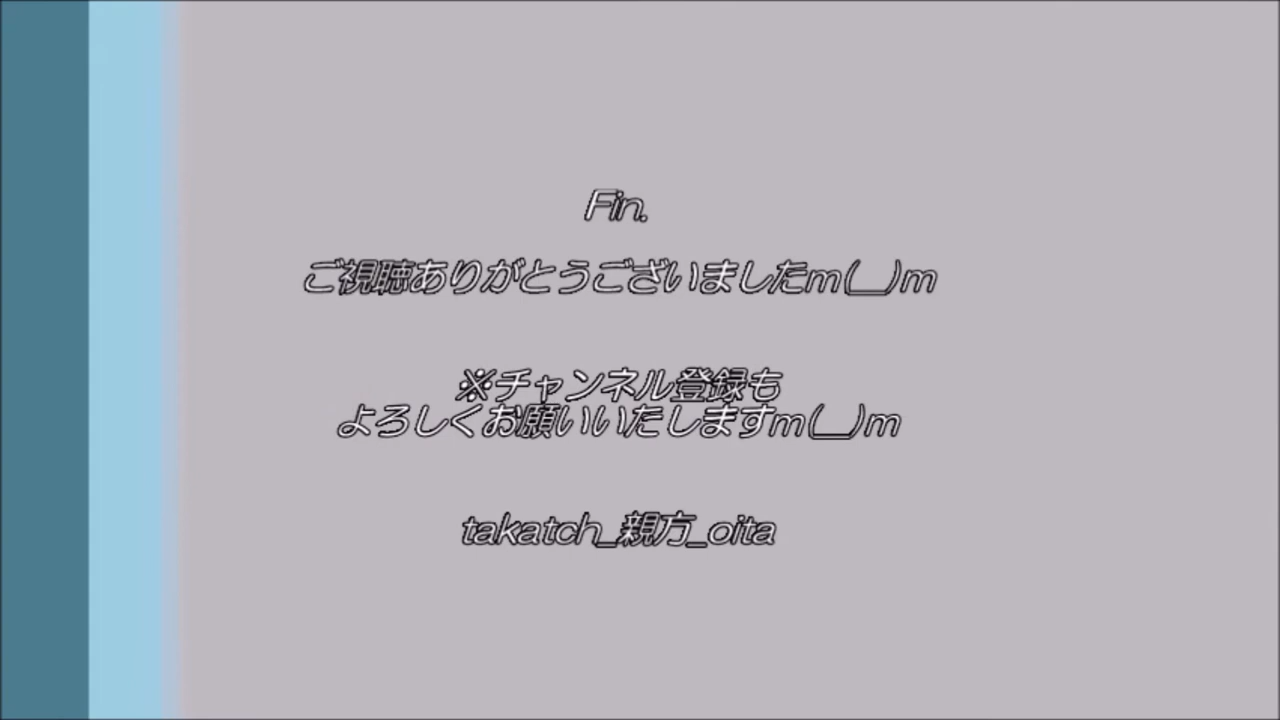 Fin.
ご視聴ありがとうございましたm(__)m
※チャンネル登録も
よろしくお願いいたしますm(__)m
takatch_親方_oita